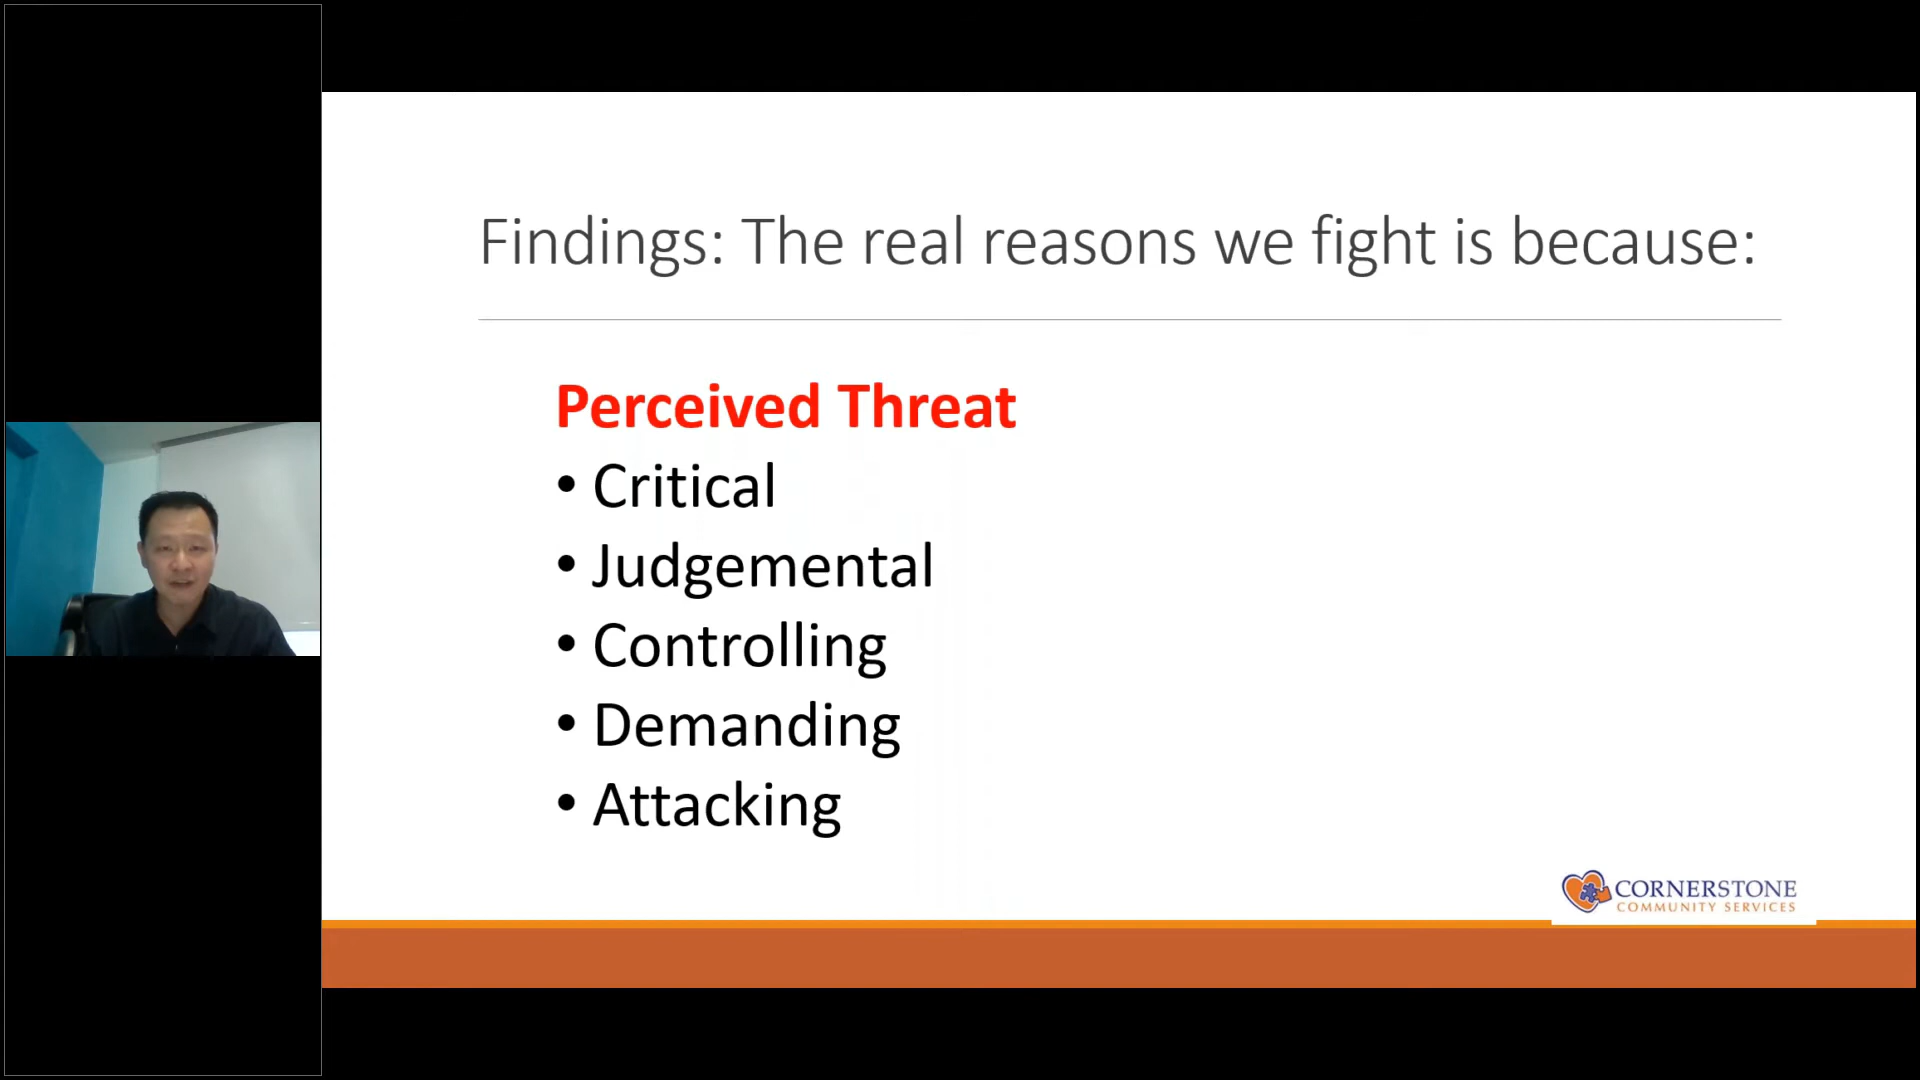 Findings: The real reasons we fight is because:
Perceived Threat
• Critical
• Judgemental
• Controlling
• Demanding
• Attacking
CORNERSTONE
COMMUNITY SERVICES